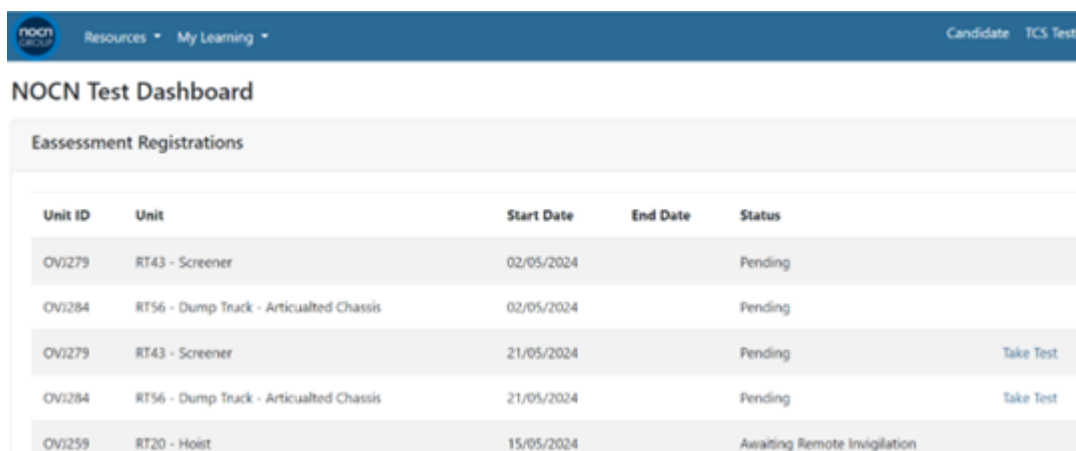 nocn
GROUP
Resources My Learning Candidate TCS Test
NOCN Test Dashboard
Eassessment Registrations
Unit ID Unit Start Date End Date Status
OVJ279 RT43 - Screener 02/05/2024 Pending
OVJ284 RT56 - Dump Truck - Articualted Chassis 02/05/2024 Pending
OVJ279 RT43 - Screener 21/05/2024 Pending Take Test
OVJ284 RT56 - Dump Truck - Articualted Chassis 21/05/2024 Pending Take Test
OVJ259 RT20 - Hoist 15/05/2024 Awaiting Remote Invigilation